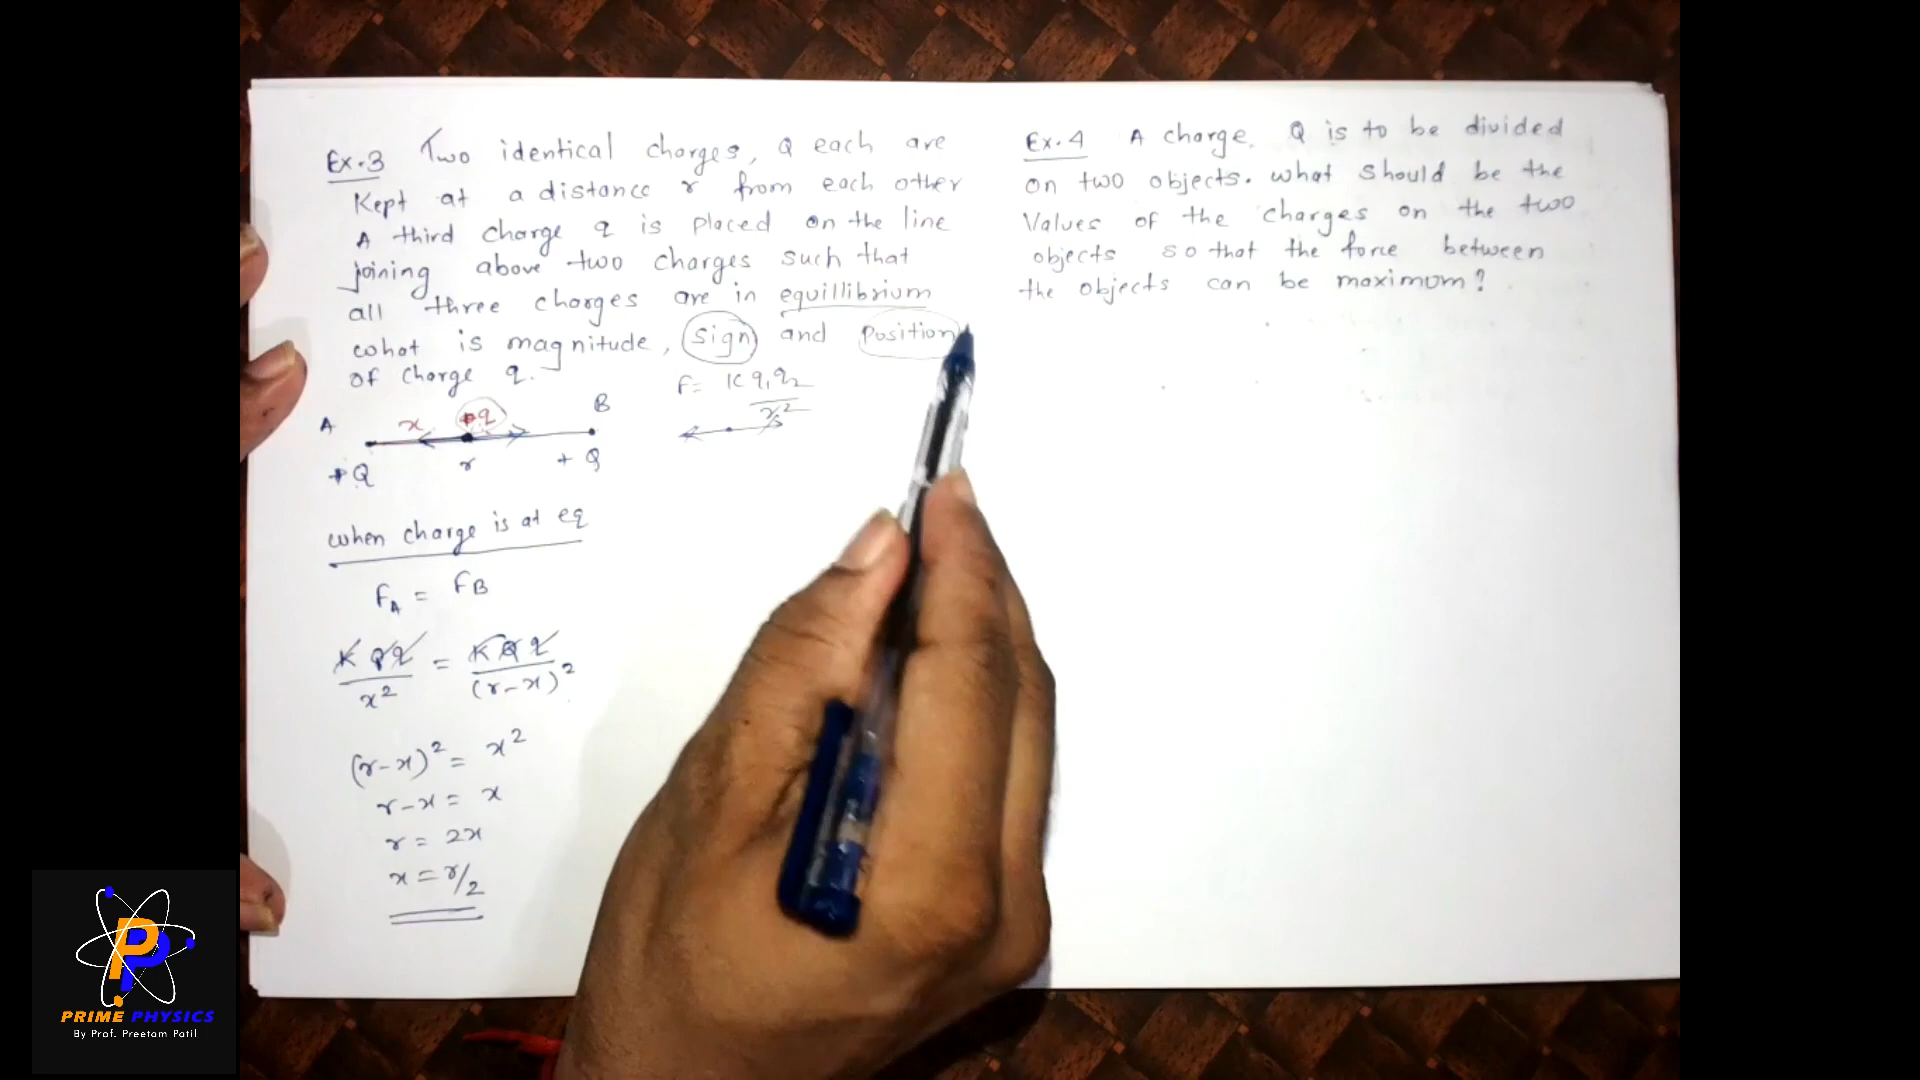 Ex.3 Two identical charges, Q each are
Kept at a distance r from each other
A third charge q is placed on the line
joining above two charges such that
all three charges are in equillibrium
what is magnitude, sign and Position
of charge q.
F = K q1 q2
r²
A x +q B
+Q r + Q
when charge is at eq
FA = FB
K Q q = K Q q
x² (r-x)²
(r-x)² = x²
r-x = x
r = 2x
x = r/2
Ex.4 A charge. Q is to be divided
on two objects. what should be the
Values of the charges on the two
objects so that the force between
the objects can be maximum?
PRIME PHYSICS
By Prof. Preetam Patil